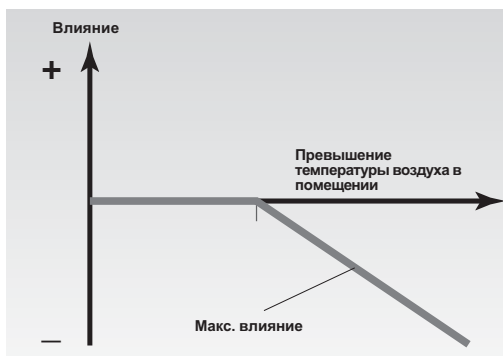 Влияние
+
Превышение
температуры воздуха в
помещении
Макс. влияние
—